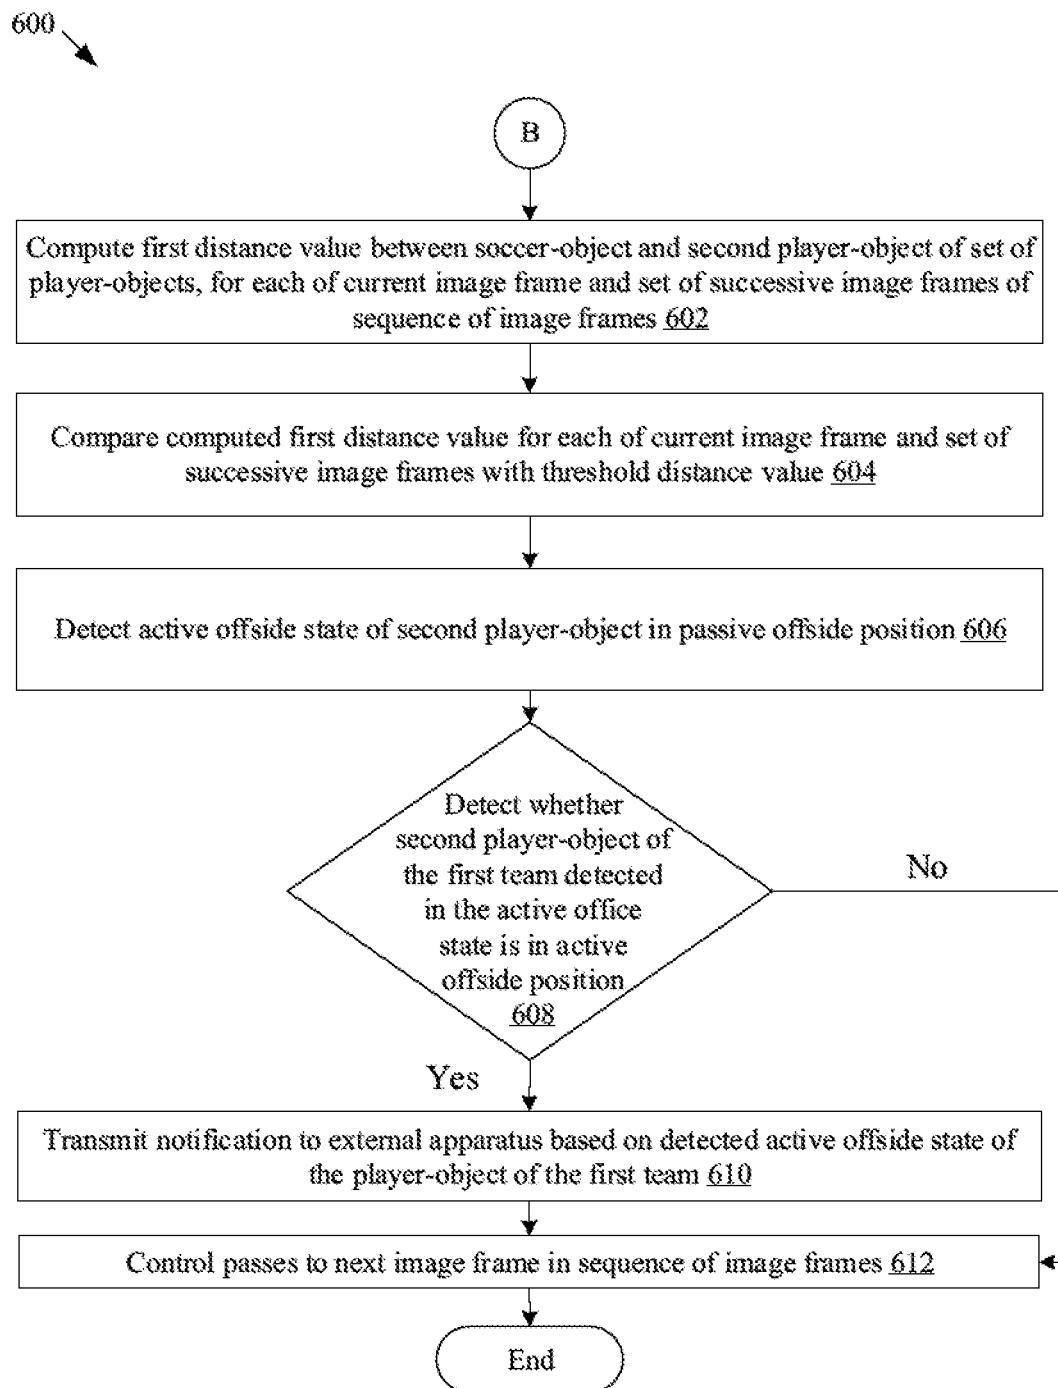 600
B
Compute first distance value between soccer-object and second player-object of set of
player-objects, for each of current image frame and set of successive image frames of
sequence of image frames 602
Compare computed first distance value for each of current image frame and set of
successive image frames with threshold distance value 604
Detect active offside state of second player-object in passive offside position 606
Detect whether
second player-object of
the first team detected
in the active office
state is in active
offside position
608
No
Yes
Transmit notification to external apparatus based on detected active offside state of
the player-object of the first team 610
Control passes to next image frame in sequence of image frames 612
End